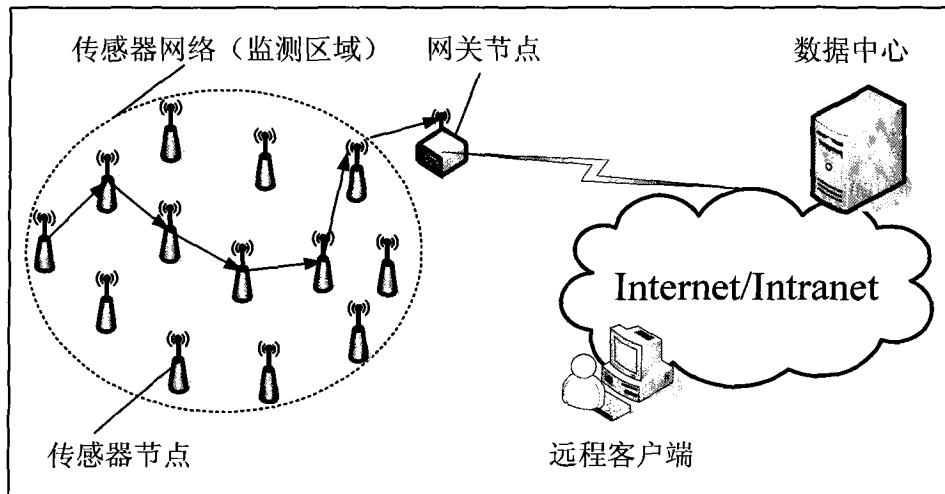 传感器网络（监测区域）
网关节点
数据中心
Internet/Intranet
传感器节点
远程客户端